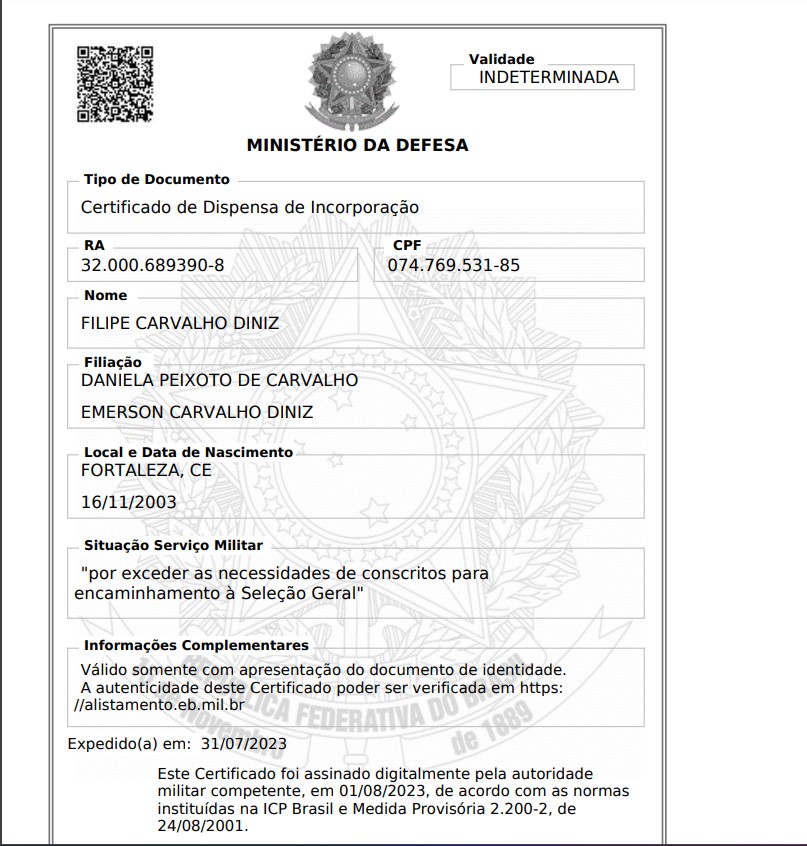 Validade
INDETERMINADA
MINISTÉRIO DA DEFESA
Tipo de Documento
Certificado de Dispensa de Incorporação
RA
32.000.689390-8
CPF
074.769.531-85
Nome
FILIPE CARVALHO DINIZ
Filiação
DANIELA PEIXOTO DE CARVALHO
EMERSON CARVALHO DINIZ
Local e Data de Nascimento
FORTALEZA, CE
16/11/2003
Situação Serviço Militar
"por exceder as necessidades de conscritos para
encaminhamento à Seleção Geral"
Informações Complementares
Válido somente com apresentação do documento de identidade.
A autenticidade deste Certificado poder ser verificada em https:
//alistamento.eb.mil.br
REPÚBLICA FEDERATIVA DO BRASIL
15 de Novembro
de 1889
Expedido(a) em: 31/07/2023
Este Certificado foi assinado digitalmente pela autoridade
militar competente, em 01/08/2023, de acordo com as normas
instituídas na ICP Brasil e Medida Provisória 2.200-2, de
24/08/2001.